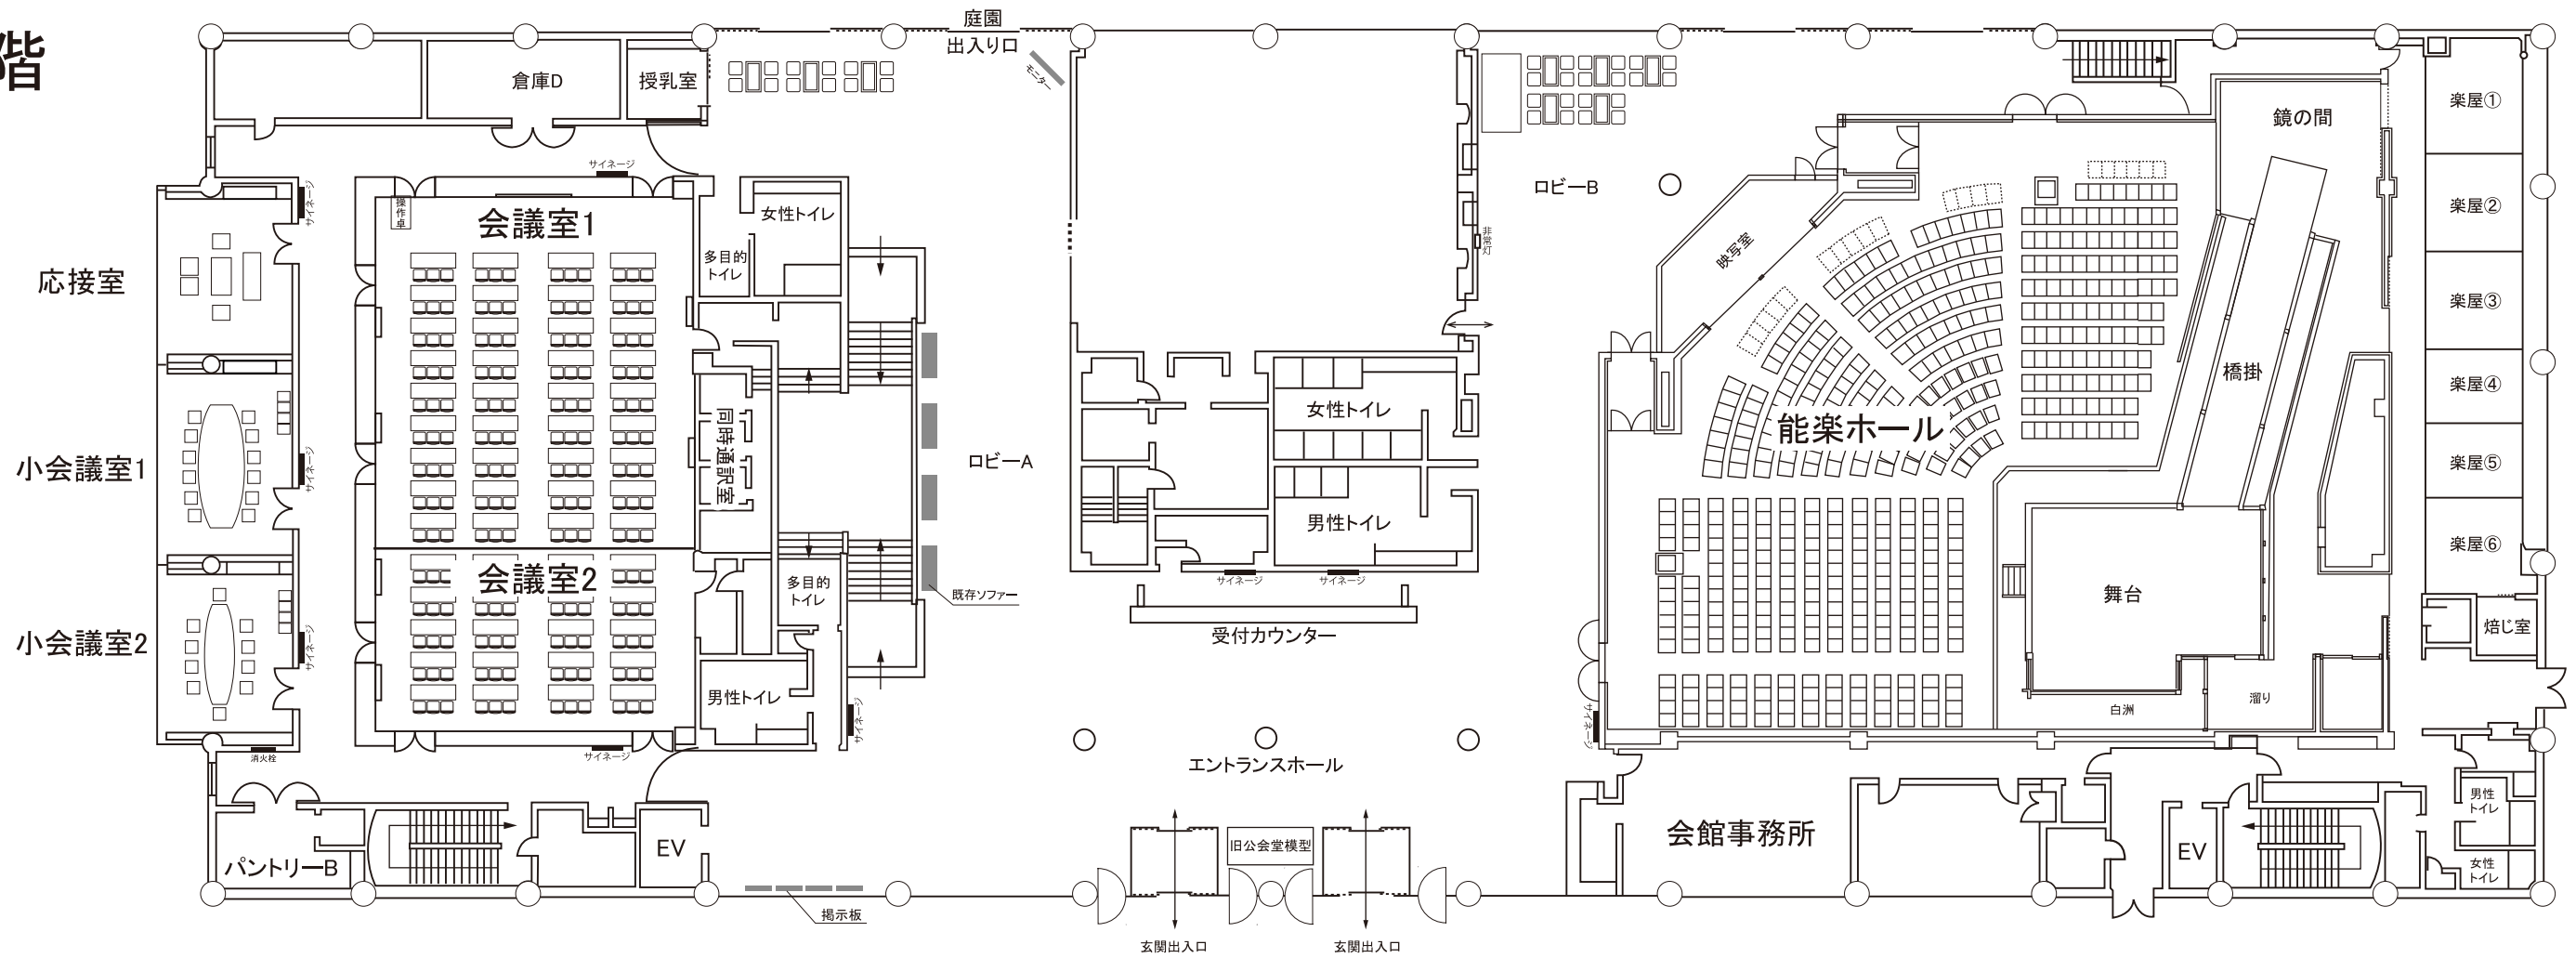 階
庭園
出入り口
モニター
倉庫D
授乳室
サイネージ
サイネージ
操作卓
会議室1
女性トイレ
多目的
トイレ
応接室
小会議室1
サイネージ
同時通訳室
ロビーA
会議室2
多目的
トイレ
既存ソファー
小会議室2
サイネージ
男性トイレ
サイネージ
サイネージ
消火栓
パントリーB
EV
掲示板
女性トイレ
男性トイレ
サイネージ
サイネージ
受付カウンター
エントランスホール
旧公会堂模型
玄関出入口
玄関出入口
ロビーB
非常灯
映写室
能楽ホール
鏡の間
橋掛
舞台
白洲
溜り
サイネージ
楽屋①
楽屋②
楽屋③
楽屋④
楽屋⑤
楽屋⑥
焙じ室
会館事務所
EV
男性
トイレ
女性
トイレ